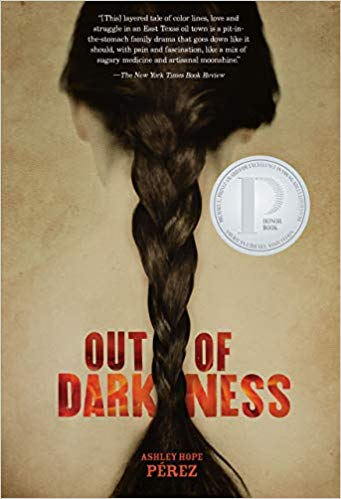 "[This] layered tale of color lines, love and
struggle in an East Texas oil town is a pit-in-
the-stomach family drama that goes down like it
should, with pain and fascination, like a mix of
sugary medicine and artisanal moonshine."
—The New York Times Book Review
P
HONOR
BOOK
OUT OF
DARKNESS
ASHLEY HOPE
PÉREZ